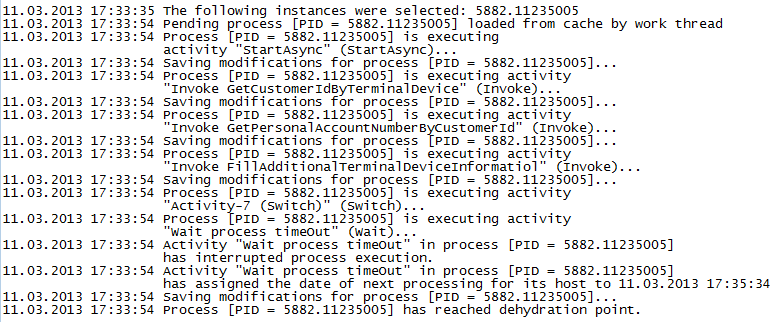 11.03.2013 17:33:35 The following instances were selected: 5882.11235005
11.03.2013 17:33:54 Pending process [PID = 5882.11235005] loaded from cache by work thread
11.03.2013 17:33:54 Process [PID = 5882.11235005] is executing
activity "StartAsync" (StartAsync)...
11.03.2013 17:33:54 Saving modifications for process [PID = 5882.11235005]...
11.03.2013 17:33:54 Process [PID = 5882.11235005] is executing activity
"Invoke GetCustomerIdByTerminalDevice" (Invoke)...
11.03.2013 17:33:54 Saving modifications for process [PID = 5882.11235005]...
11.03.2013 17:33:54 Process [PID = 5882.11235005] is executing activity
"Invoke GetPersonalAccountNumberByCustomerId" (Invoke)...
11.03.2013 17:33:54 Saving modifications for process [PID = 5882.11235005]...
11.03.2013 17:33:54 Process [PID = 5882.11235005] is executing activity
"Invoke FillAdditionalTerminalDeviceInformatiol" (Invoke)...
11.03.2013 17:33:54 Saving modifications for process [PID = 5882.11235005]...
11.03.2013 17:33:54 Process [PID = 5882.11235005] is executing activity
"Activity-7 (Switch)" (Switch)...
11.03.2013 17:33:54 Process [PID = 5882.11235005] is executing activity
"Wait process timeOut" (Wait)...
11.03.2013 17:33:54 Activity "Wait process timeOut" in process [PID = 5882.11235005]
has interrupted process execution.
11.03.2013 17:33:54 Activity "Wait process timeOut" in process [PID = 5882.11235005]
has assigned the date of next processing for its host to 11.03.2013 17:35:34
11.03.2013 17:33:54 Saving modifications for process [PID = 5882.11235005]...
11.03.2013 17:33:54 Process [PID = 5882.11235005] has reached dehydration point.